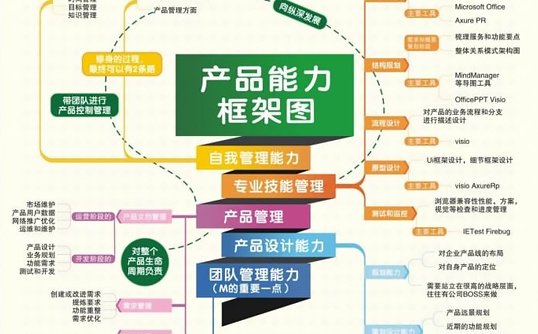 目标管理
知识管理
产品管理方面
向纵深发展
修身的过程，
最终可以有2条路
带团队进行
产品控制管理
产品能力
框架图
自我管理能力
专业技能管理
产品管理
产品设计能力
团队管理能力
（M的重要一点）
主要工具
Microsoft Office
Axure PR
梳理服务和功能要点
整体关系模式架构图
结构规划
主要工具
MindManager
等导图工具
OfficePPT Visio
流程设计
对产品的业务流程和分支
进行描述设计
主要工具
visio
原型设计
Ui框架设计，细节框架设计
主要工具
visio AxureRp
测试和监控
浏览器兼容性性能，方案，
视觉等检查和进度管理
主要工具
IETest Firebug
规划能力
对企业产品线的布局
对自身产品的定位
需要站立在很高的战略层面，
往往有公司BOSS来做
产品远景规划
近期的功能规划
产品文档管理
运营阶段的
市场维护
产品用户数据
网络推广优化
运维和维护
开发阶段的
产品设计
业务规划
功能需求
测试和开发
对整个
产品生命
周期负责
需求管理
创建或改进需求
提炼要求
功能重整
需求优化